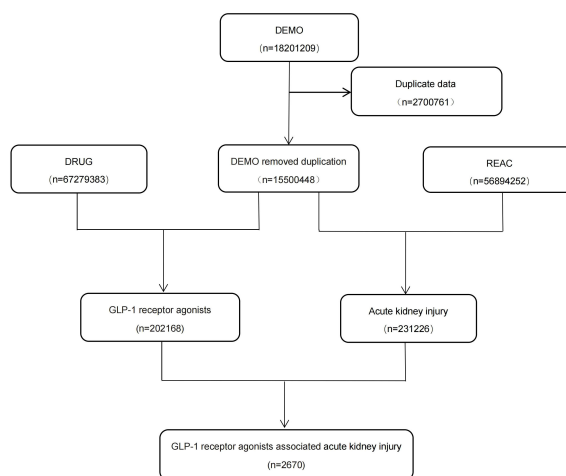 DEMO
(n=18201209)
Duplicate data
（n=2700761）
DRUG
(n=67279383)
DEMO removed duplication
（n=15500448）
REAC
(n=56894252)
GLP-1 receptor agonists
(n=202168)
Acute kidney injury
(n=231226)
GLP-1 receptor agonists associated acute kidney injury
(n=2670)